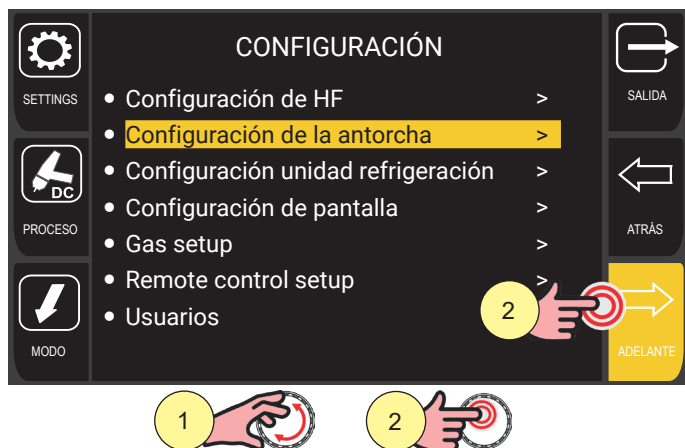 CONFIGURACIÓN
SETTINGS
SALIDA
• Configuración de HF >
• Configuración de la antorcha >
• Configuración unidad refrigeración >
• Configuración de pantalla >
• Gas setup >
• Remote control setup >
• Usuarios
DC
PROCESO
ATRÁS
MODO
2
ADELANTE
1
2